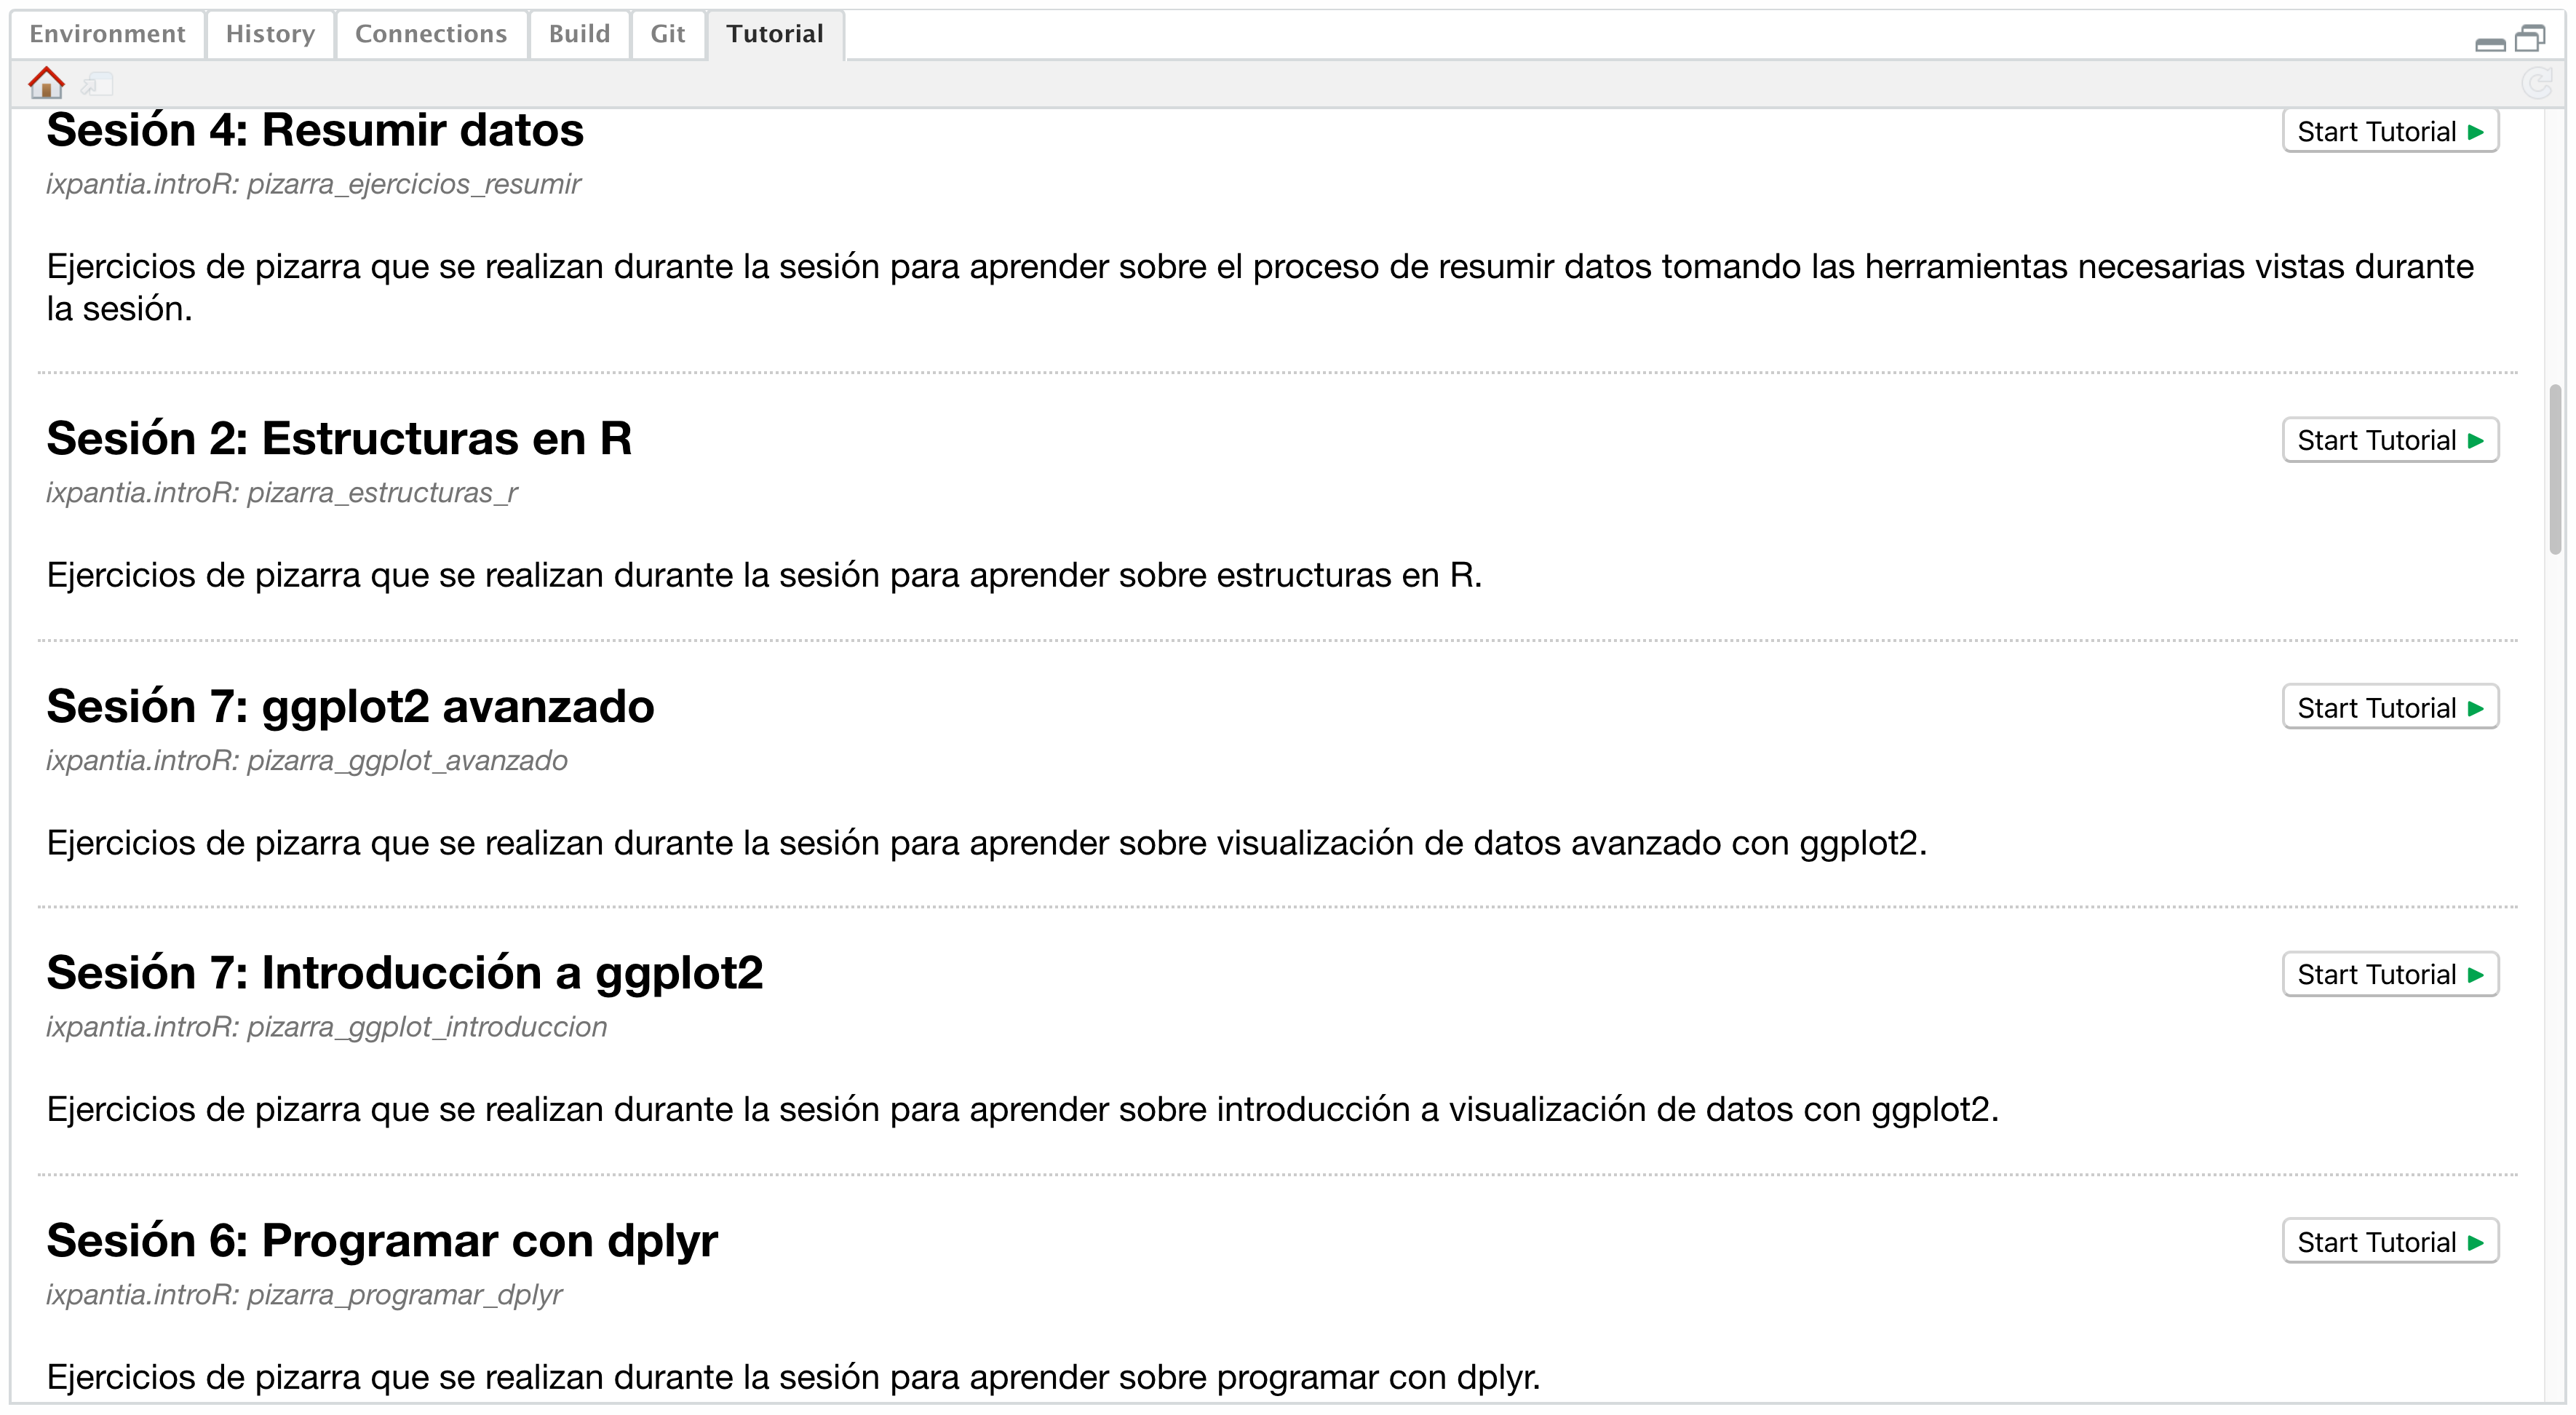 Environment History Connections Build Git Tutorial
Sesión 4: Resumir datos Start Tutorial
ixpantia.introR: pizarra_ejercicios_resumir
Ejercicios de pizarra que se realizan durante la sesión para aprender sobre el proceso de resumir datos tomando las herramientas necesarias vistas durante
la sesión.
Sesión 2: Estructuras en R Start Tutorial
ixpantia.introR: pizarra_estructuras_r
Ejercicios de pizarra que se realizan durante la sesión para aprender sobre estructuras en R.
Sesión 7: ggplot2 avanzado Start Tutorial
ixpantia.introR: pizarra_ggplot_avanzado
Ejercicios de pizarra que se realizan durante la sesión para aprender sobre visualización de datos avanzado con ggplot2.
Sesión 7: Introducción a ggplot2 Start Tutorial
ixpantia.introR: pizarra_ggplot_introduccion
Ejercicios de pizarra que se realizan durante la sesión para aprender sobre introducción a visualización de datos con ggplot2.
Sesión 6: Programar con dplyr Start Tutorial
ixpantia.introR: pizarra_programar_dplyr
Ejercicios de pizarra que se realizan durante la sesión para aprender sobre programar con dplyr.